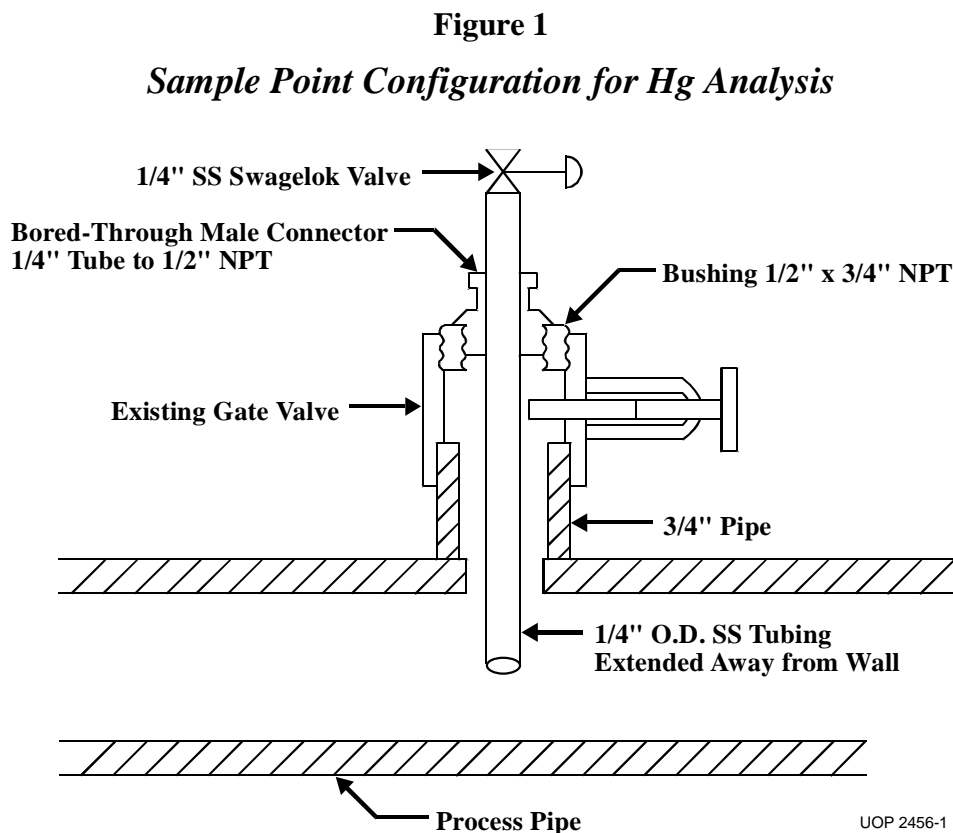 Figure 1
Sample Point Configuration for Hg Analysis
1/4" SS Swagelok Valve
Bored-Through Male Connector
1/4" Tube to 1/2" NPT
Bushing 1/2" x 3/4" NPT
Existing Gate Valve
3/4" Pipe
1/4" O.D. SS Tubing
Extended Away from Wall
Process Pipe
UOP 2456-1